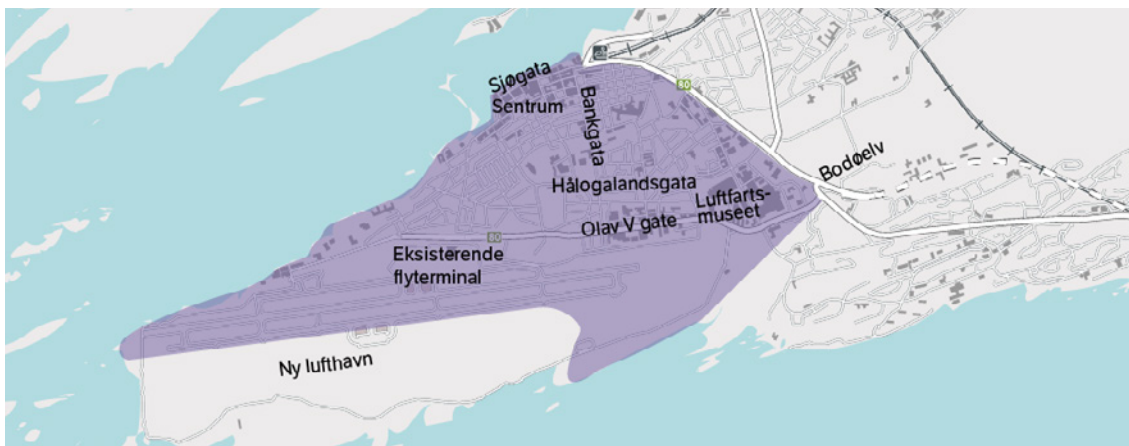 Sjøgata
Sentrum
80
Bankgata
Bodøelv
Hålogalandsgata
Luftfarts-
museet
Olav V gate
80
Eksisterende
flyterminal
Ny lufthavn